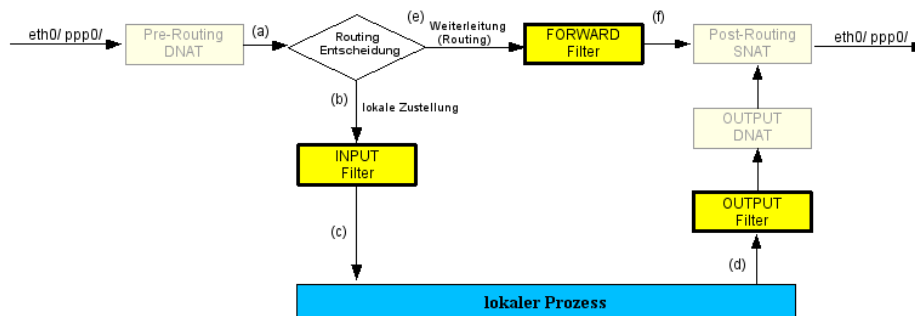 eth0/ ppp0/
Pre-Routing
DNAT
(a)
Routing
Entscheidung
(e)
Weiterleitung
(Routing)
FORWARD
Filter
(f)
Post-Routing
SNAT
eth0/ ppp0/
(b)
lokale Zustellung
OUTPUT
DNAT
INPUT
Filter
OUTPUT
Filter
(c)
(d)
lokaler Prozess